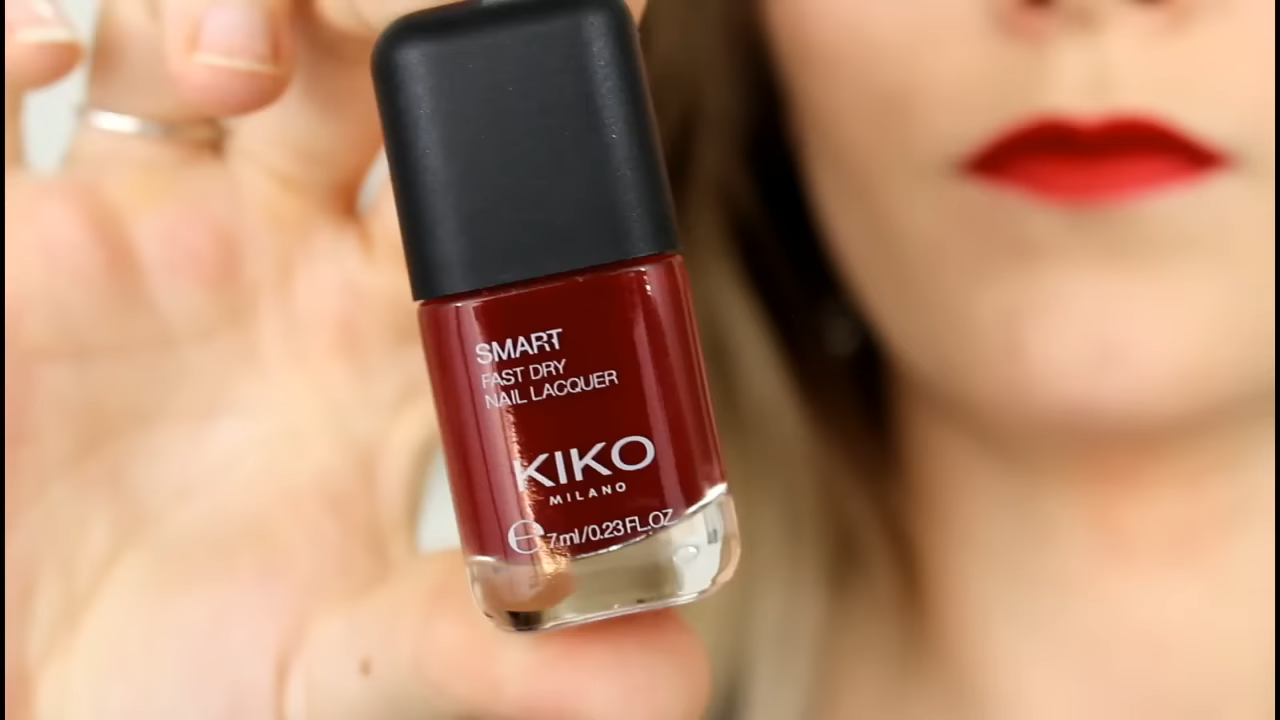 SMART
FAST DRY
NAIL LACQUER
KIKO
MILANO
℮ 7ml/0.23 FL.OZ